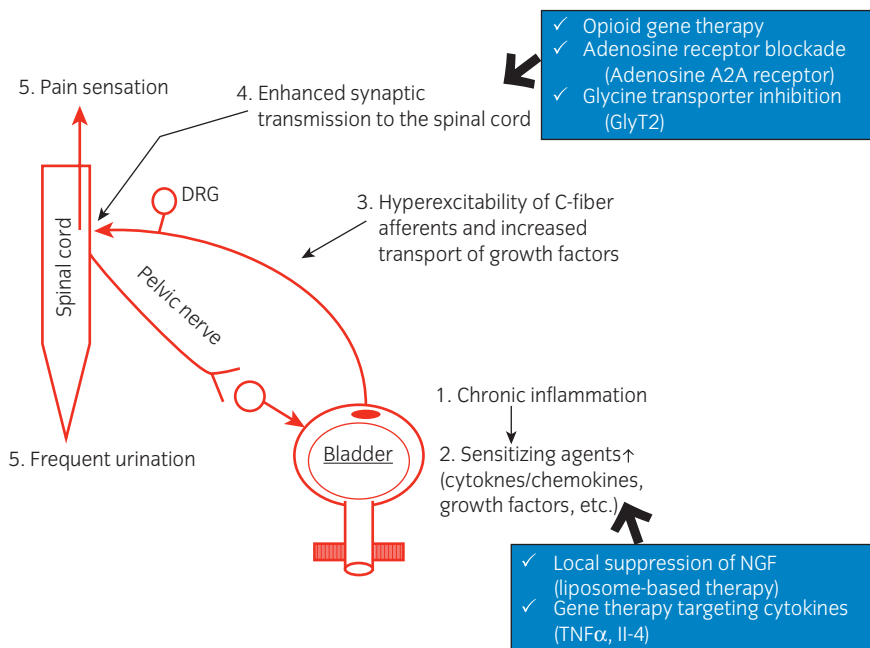 ✓ Opioid gene therapy
✓ Adenosine receptor blockade
(Adenosine A2A receptor)
✓ Glycine transporter inhibition
(GlyT2)
5. Pain sensation
4. Enhanced synaptic
transmission to the spinal cord
DRG
3. Hyperexcitability of C-fiber
afferents and increased
transport of growth factors
Spinal cord
Pelvic nerve
1. Chronic inflammation
Bladder
2. Sensitizing agents↑
(cytoknes/chemokines,
growth factors, etc.)
5. Frequent urination
✓ Local suppression of NGF
(liposome-based therapy)
✓ Gene therapy targeting cytokines
(TNFα, II-4)